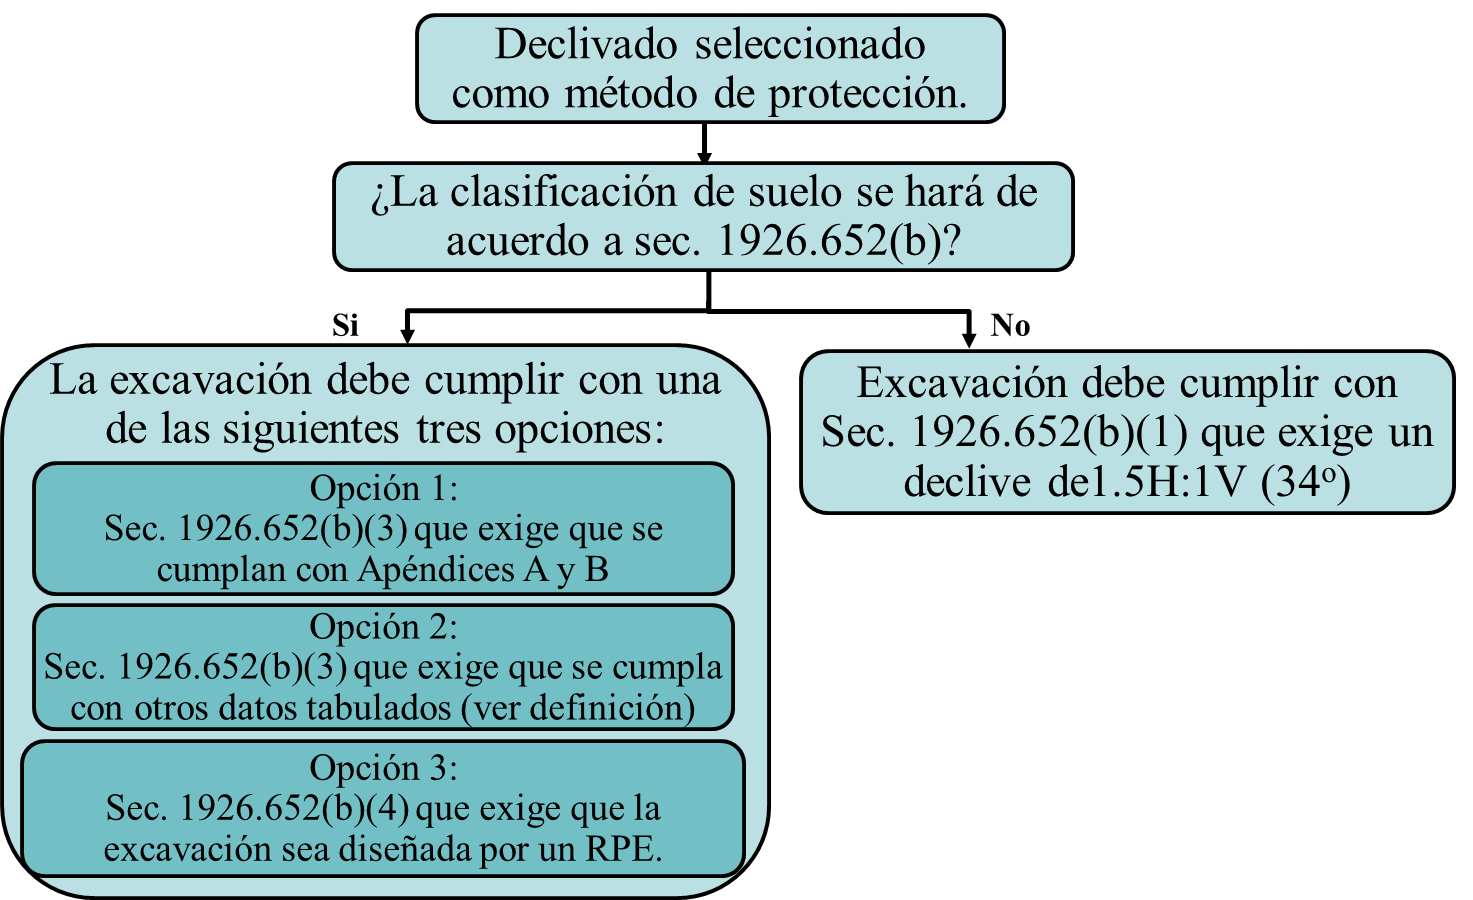 Declivado seleccionado
como método de protección.
¿La clasificación de suelo se hará de
acuerdo a sec. 1926.652(b)?
Si
No
La excavación debe cumplir con una
de las siguientes tres opciones:
Opción 1:
Sec. 1926.652(b)(3) que exige que se
cumplan con Apéndices A y B
Opción 2:
Sec. 1926.652(b)(3) que exige que se cumpla
con otros datos tabulados (ver definición)
Opción 3:
Sec. 1926.652(b)(4) que exige que la
excavación sea diseñada por un RPE.
Excavación debe cumplir con
Sec. 1926.652(b)(1) que exige un
declive de1.5H:1V (34º)